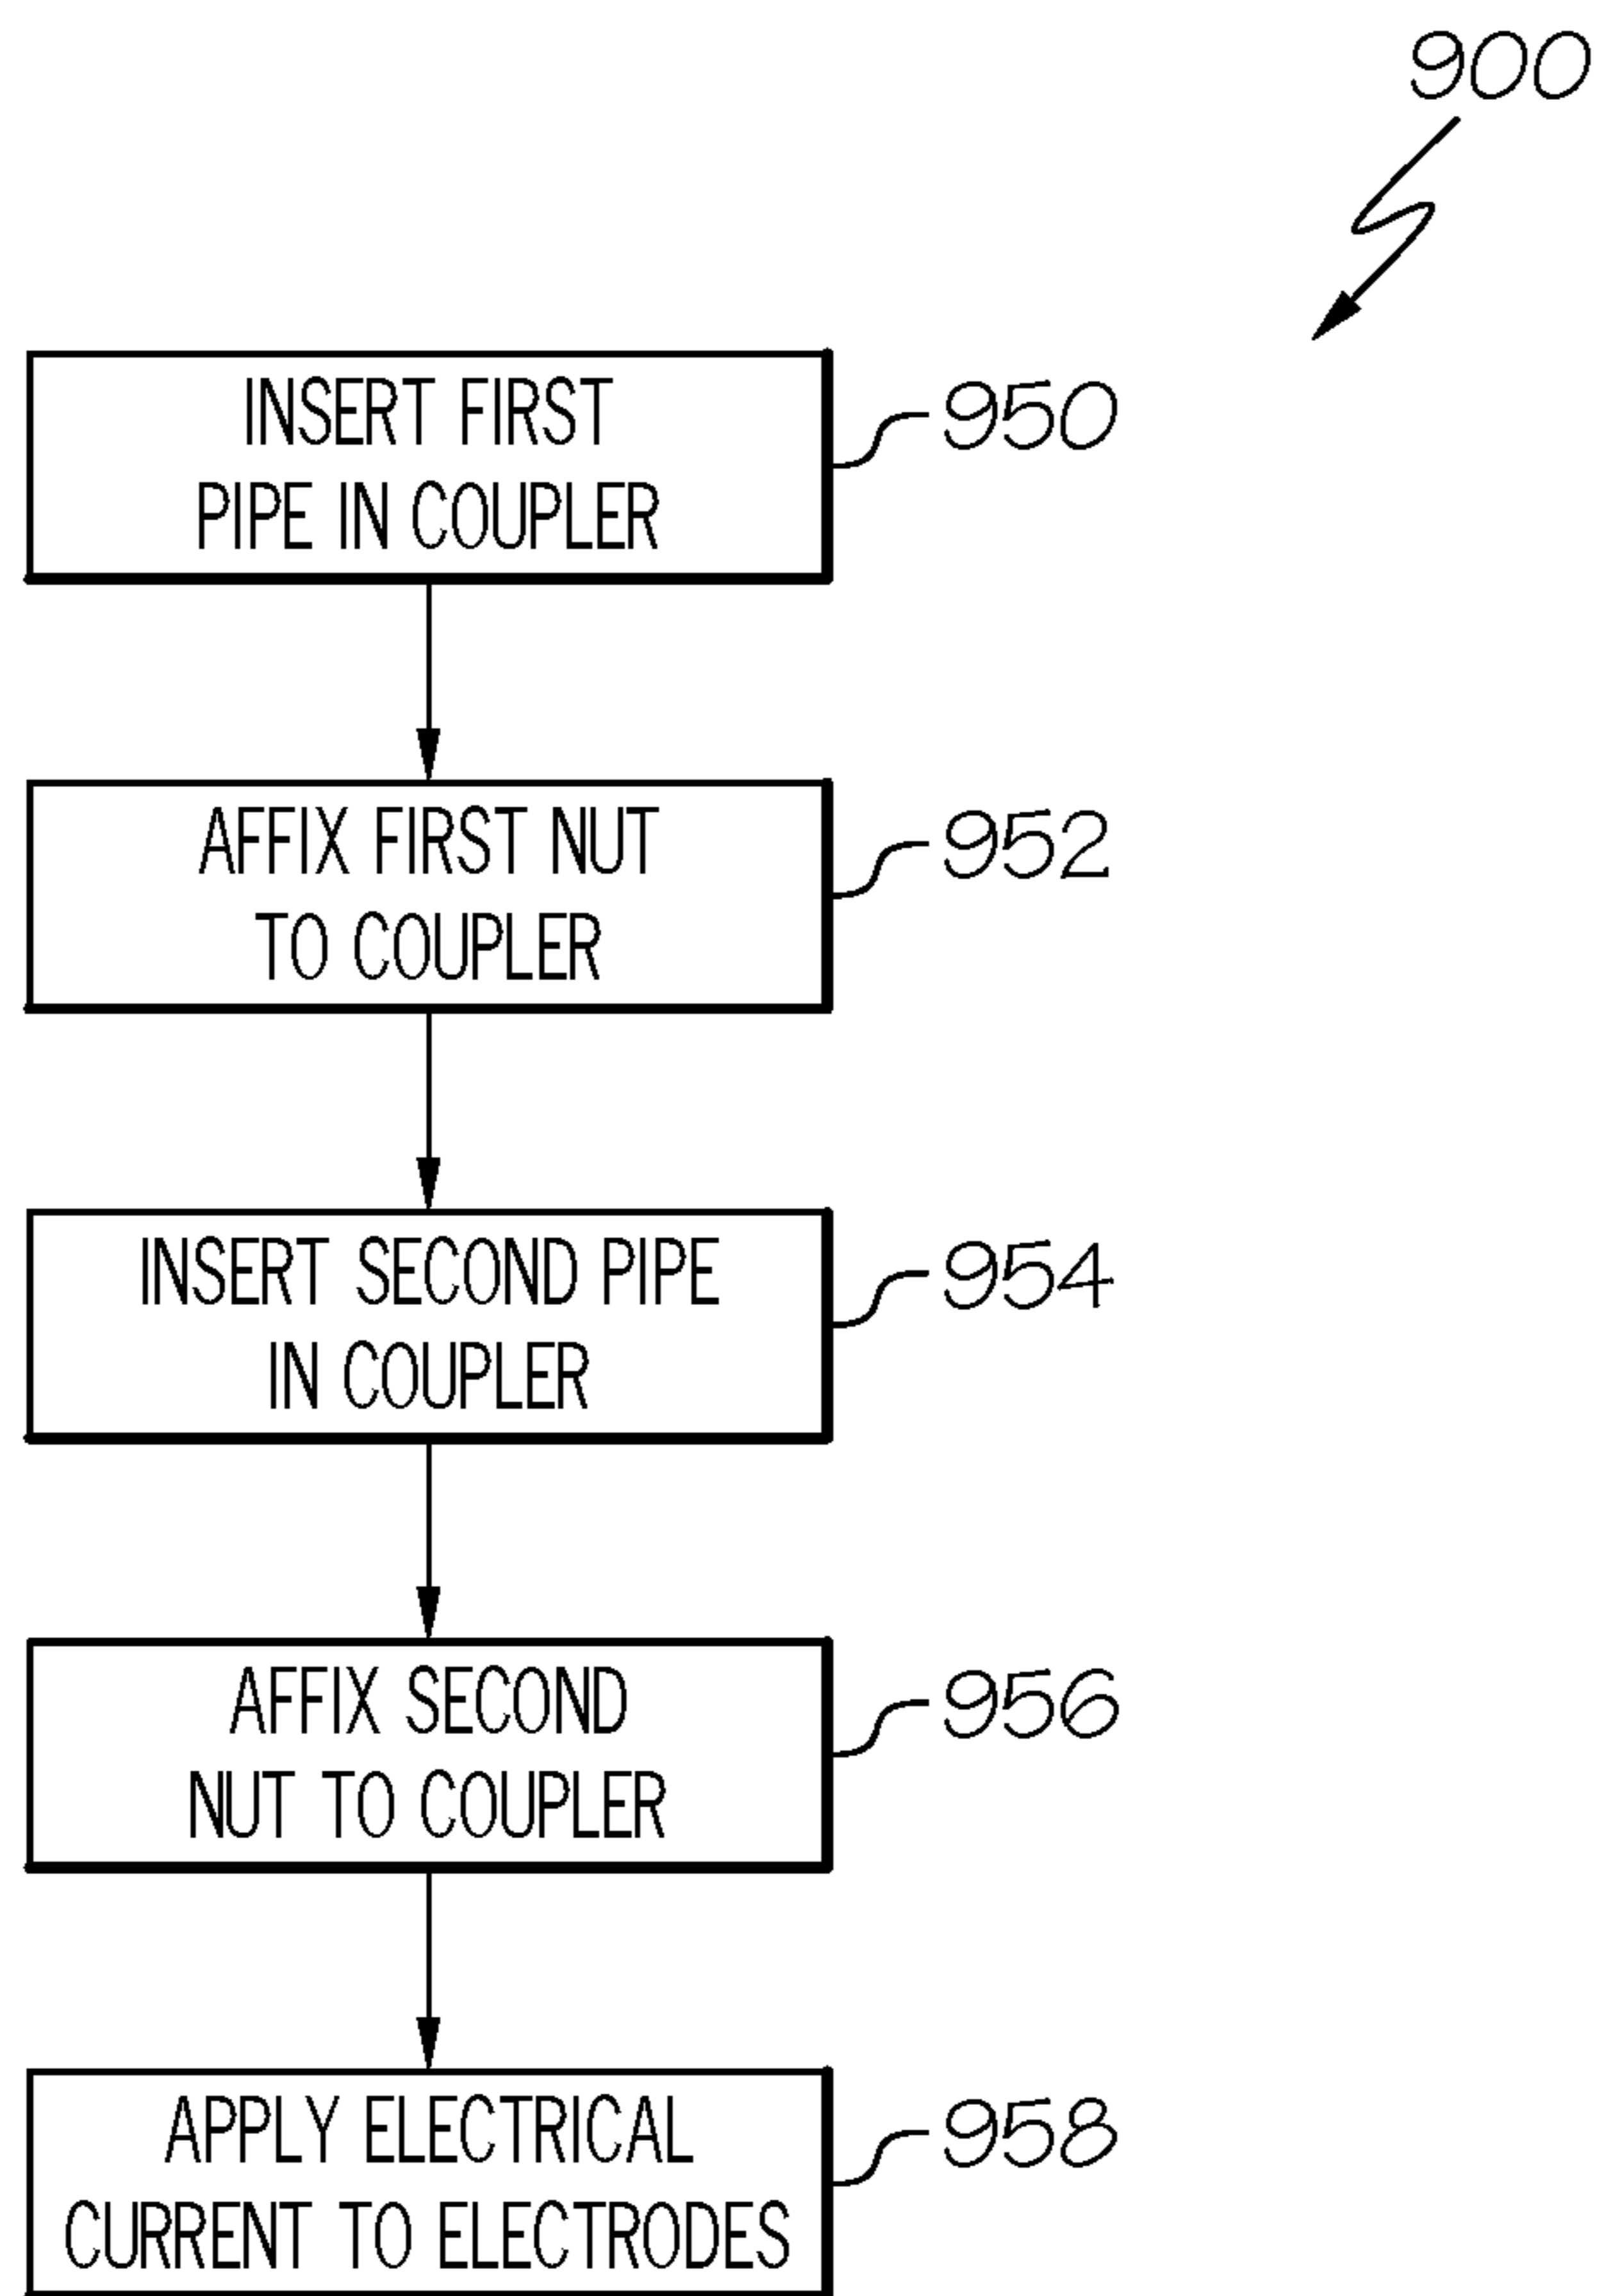 900
INSERT FIRST
PIPE IN COUPLER
950
AFFIX FIRST NUT
TO COUPLER
952
INSERT SECOND PIPE
IN COUPLER
954
AFFIX SECOND
NUT TO COUPLER
956
APPLY ELECTRICAL
CURRENT TO ELECTRODES
958